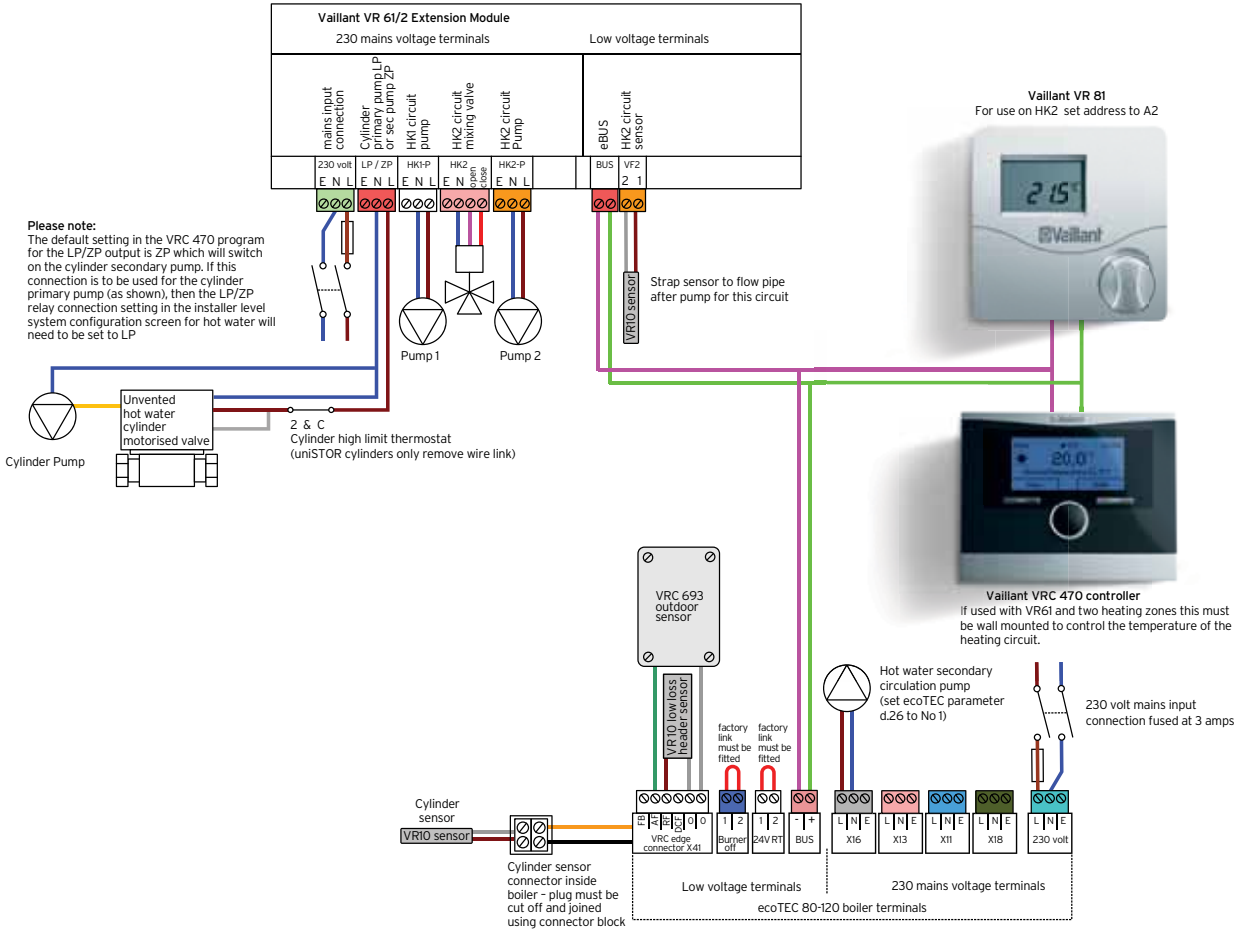 Vaillant VR 61/2 Extension Module
230 mains voltage terminals
Low voltage terminals
mains input
connection
Cylinder
primary pump LP
or sec pump ZP
HK1 circuit
pump
HK2 circuit
mixing valve
HK2 circuit
Pump
eBUS
HK2 circuit
sensor
230 volt
LP / ZP
HK1-P
HK2
open
close
HK2-P
BUS
VF2
E N L
E N L
E N L
E N
E N L
2 1
Vaillant VR 81
For use on HK2 set address to A2
21.5°C
Vaillant
Please note:
The default setting in the VRC 470 program
for the LP/ZP output is ZP which will switch
on the cylinder secondary pump. If this
connection is to be used for the cylinder
primary pump (as shown), then the LP/ZP
relay connection setting in the installer level
system configuration screen for hot water will
need to be set to LP
VR10 sensor
Strap sensor to flow pipe
after pump for this circuit
Pump 1
Pump 2
Unvented
hot water
cylinder
motorised valve
Cylinder Pump
2 & C
Cylinder high limit thermostat
(uniSTOR cylinders only remove wire link)
20.0
Vaillant VRC 470 controller
If used with VR61 and two heating zones this must
be wall mounted to control the temperature of the
heating circuit.
VRC 693
outdoor
sensor
VR10 low loss
header sensor
factory
link
must be
fitted
factory
link
must be
fitted
Hot water secondary
circulation pump
(set ecoTEC parameter
d.26 to No 1)
230 volt mains input
connection fused at 3 amps
Cylinder
sensor
VR10 sensor
Cylinder sensor
connector inside
boiler – plug must be
cut off and joined
using connector block
FB
AF
RF
DCF
0
0
VRC edge
connector X41
1 2
Burner
off
1 2
24V RT
- +
BUS
L N E
X16
L N E
X13
L N E
X11
L N E
X18
L N E
230 volt
Low voltage terminals
230 mains voltage terminals
ecoTEC 80-120 boiler terminals